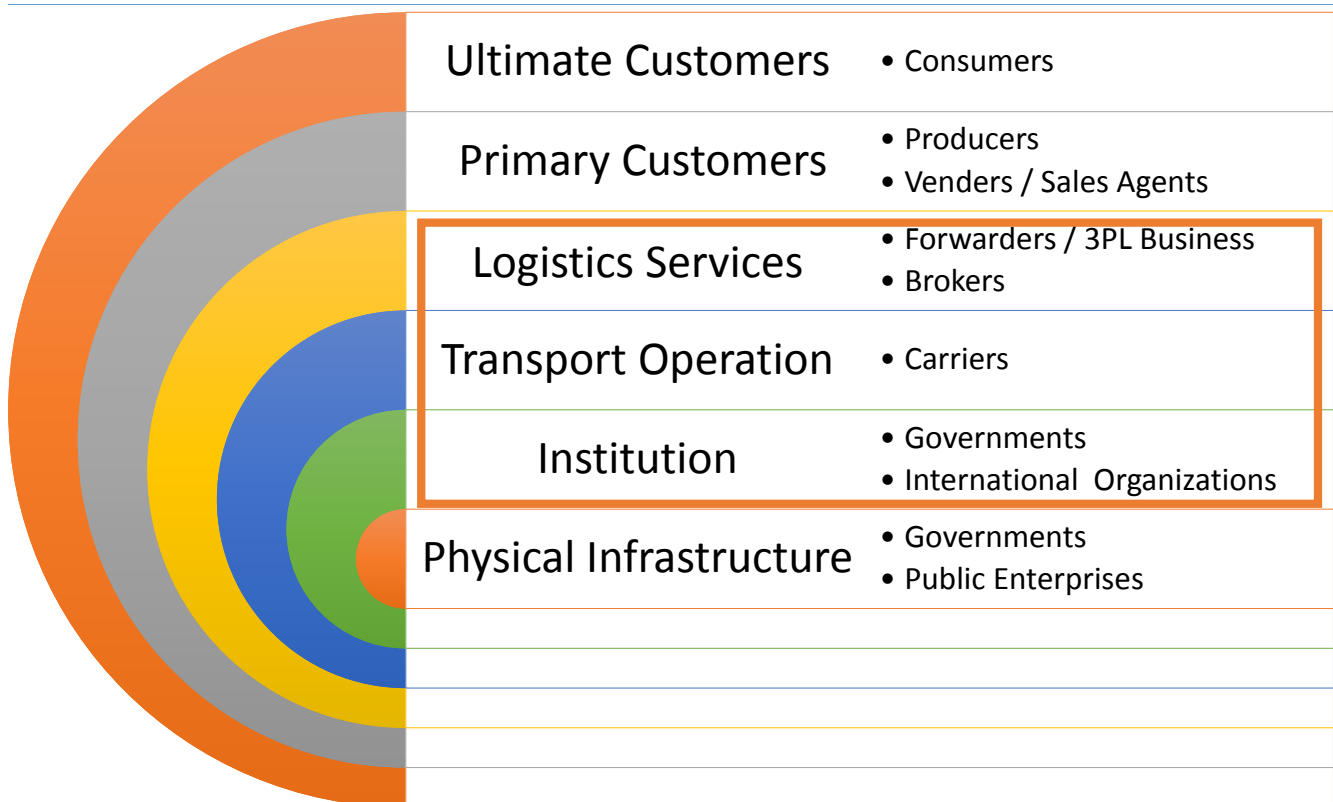 Ultimate Customers
• Consumers
Primary Customers
• Producers
• Venders / Sales Agents
Logistics Services
• Forwarders / 3PL Business
• Brokers
Transport Operation
• Carriers
Institution
• Governments
• International Organizations
Physical Infrastructure
• Governments
• Public Enterprises